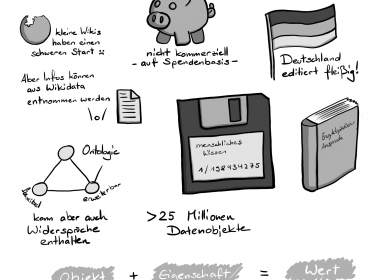 kleine Wikis
haben einen
schweren Start :c
nicht kommerziell
- auf Spendenbasis -
Deutschland
editiert fleißig!
Aber Infos können
aus Wikidata
entnommen werden
\o/
menschliches
Wissen
1/198434275
Enzyklopädischer
Anspruch
Ontologie
erweiterbar
kann aber auch
Widersprüche
enthalten
>25 Millionen
Datenobjekte
Objekt + Eigenschaft = Wert